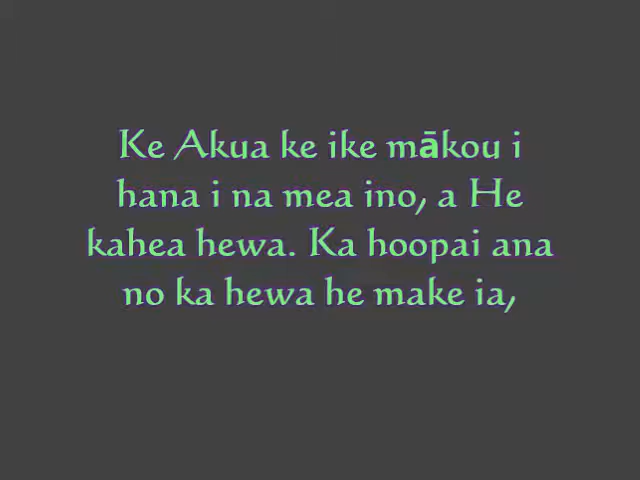 Ke Akua ke ike mākou i
hana i na mea ino, a He
kahea hewa. Ka hoopai ana
no ka hewa he make ia,